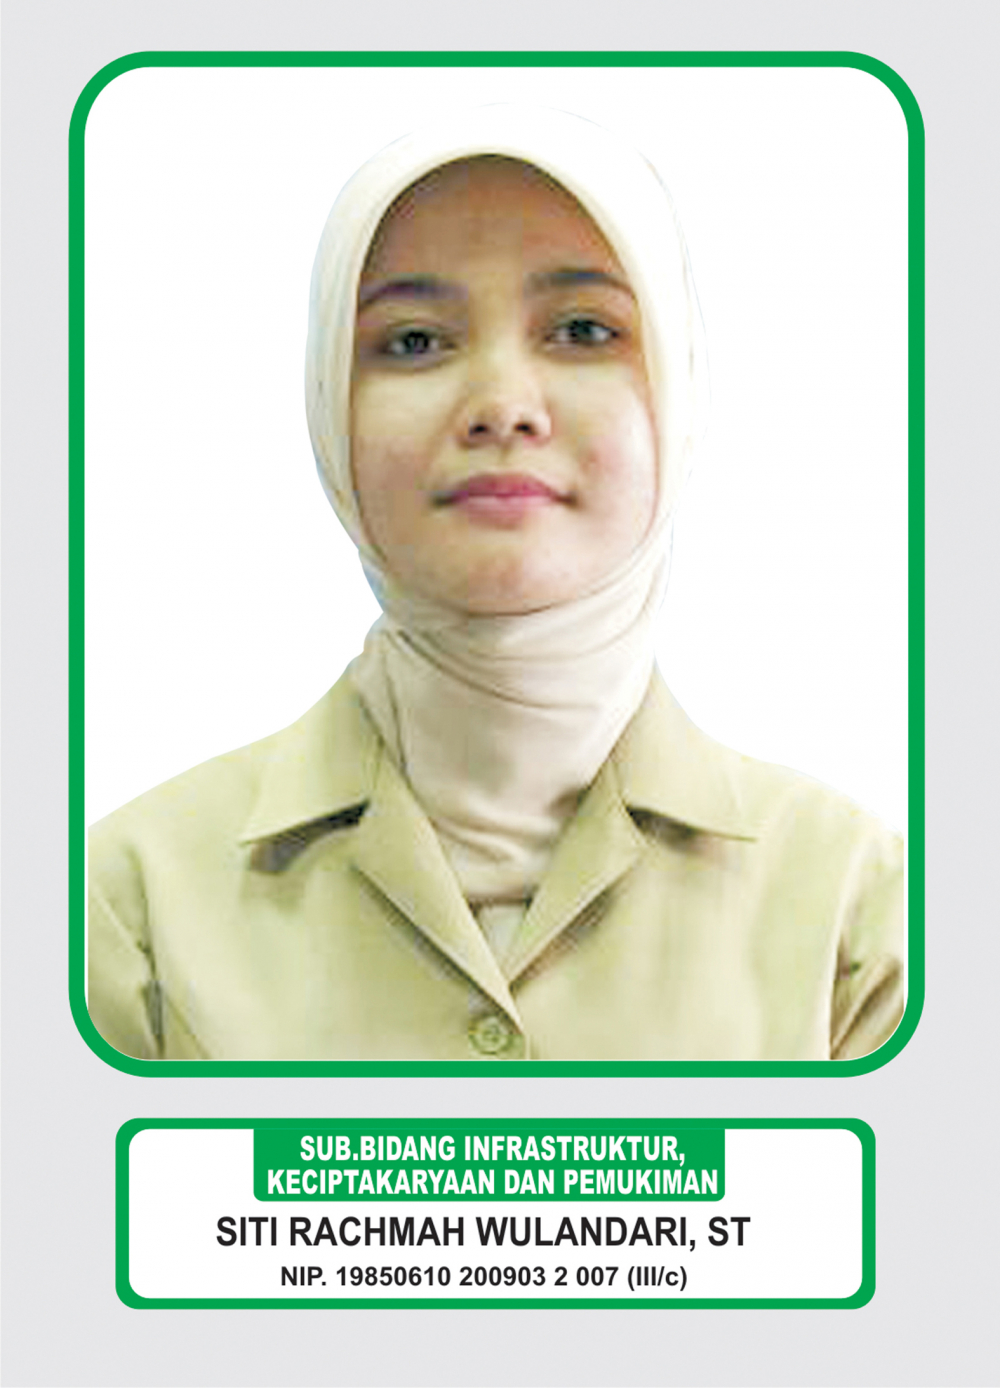 SUB.BIDANG INFRASTRUKTUR,
KECIPTAKARYAAN DAN PEMUKIMAN
SITI RACHMAH WULANDARI, ST
NIP. 19850610 200903 2 007 (III/c)